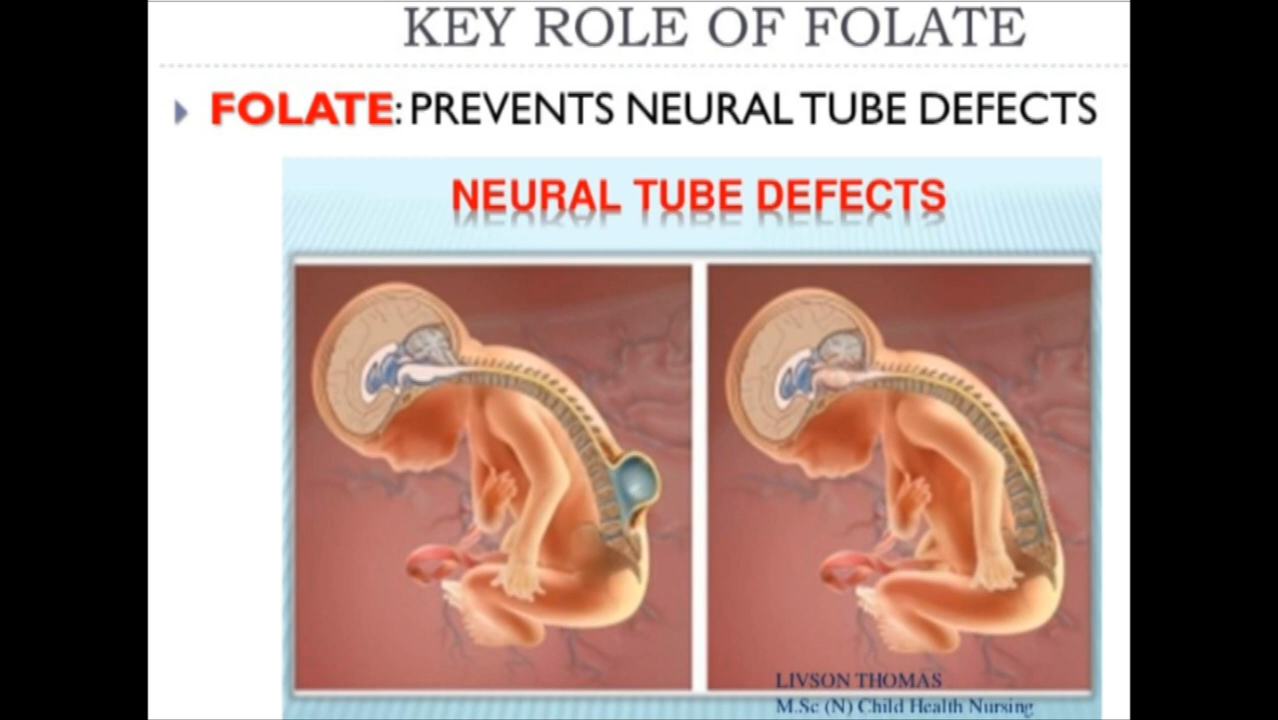 KEY ROLE OF FOLATE
FOLATE: PREVENTS NEURAL TUBE DEFECTS
NEURAL TUBE DEFECTS
LIVSON THOMAS
M.Sc (N) Child Health Nursing